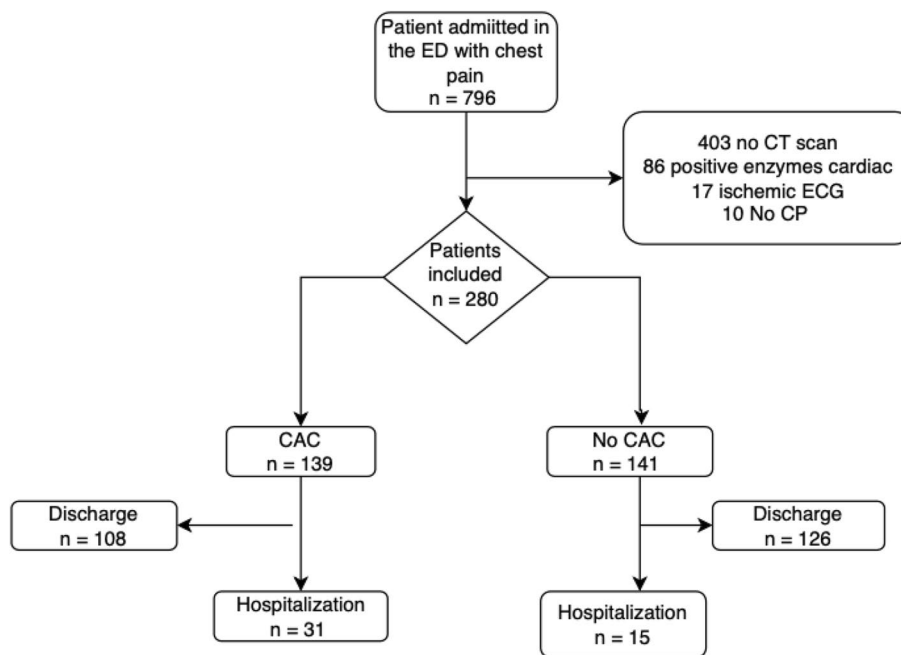 Patient admiitted in
the ED with chest
pain
n = 796
403 no CT scan
86 positive enzymes cardiac
17 ischemic ECG
10 No CP
Patients
included
n = 280
CAC
n = 139
No CAC
n = 141
Discharge
n = 108
Discharge
n = 126
Hospitalization
n = 31
Hospitalization
n = 15